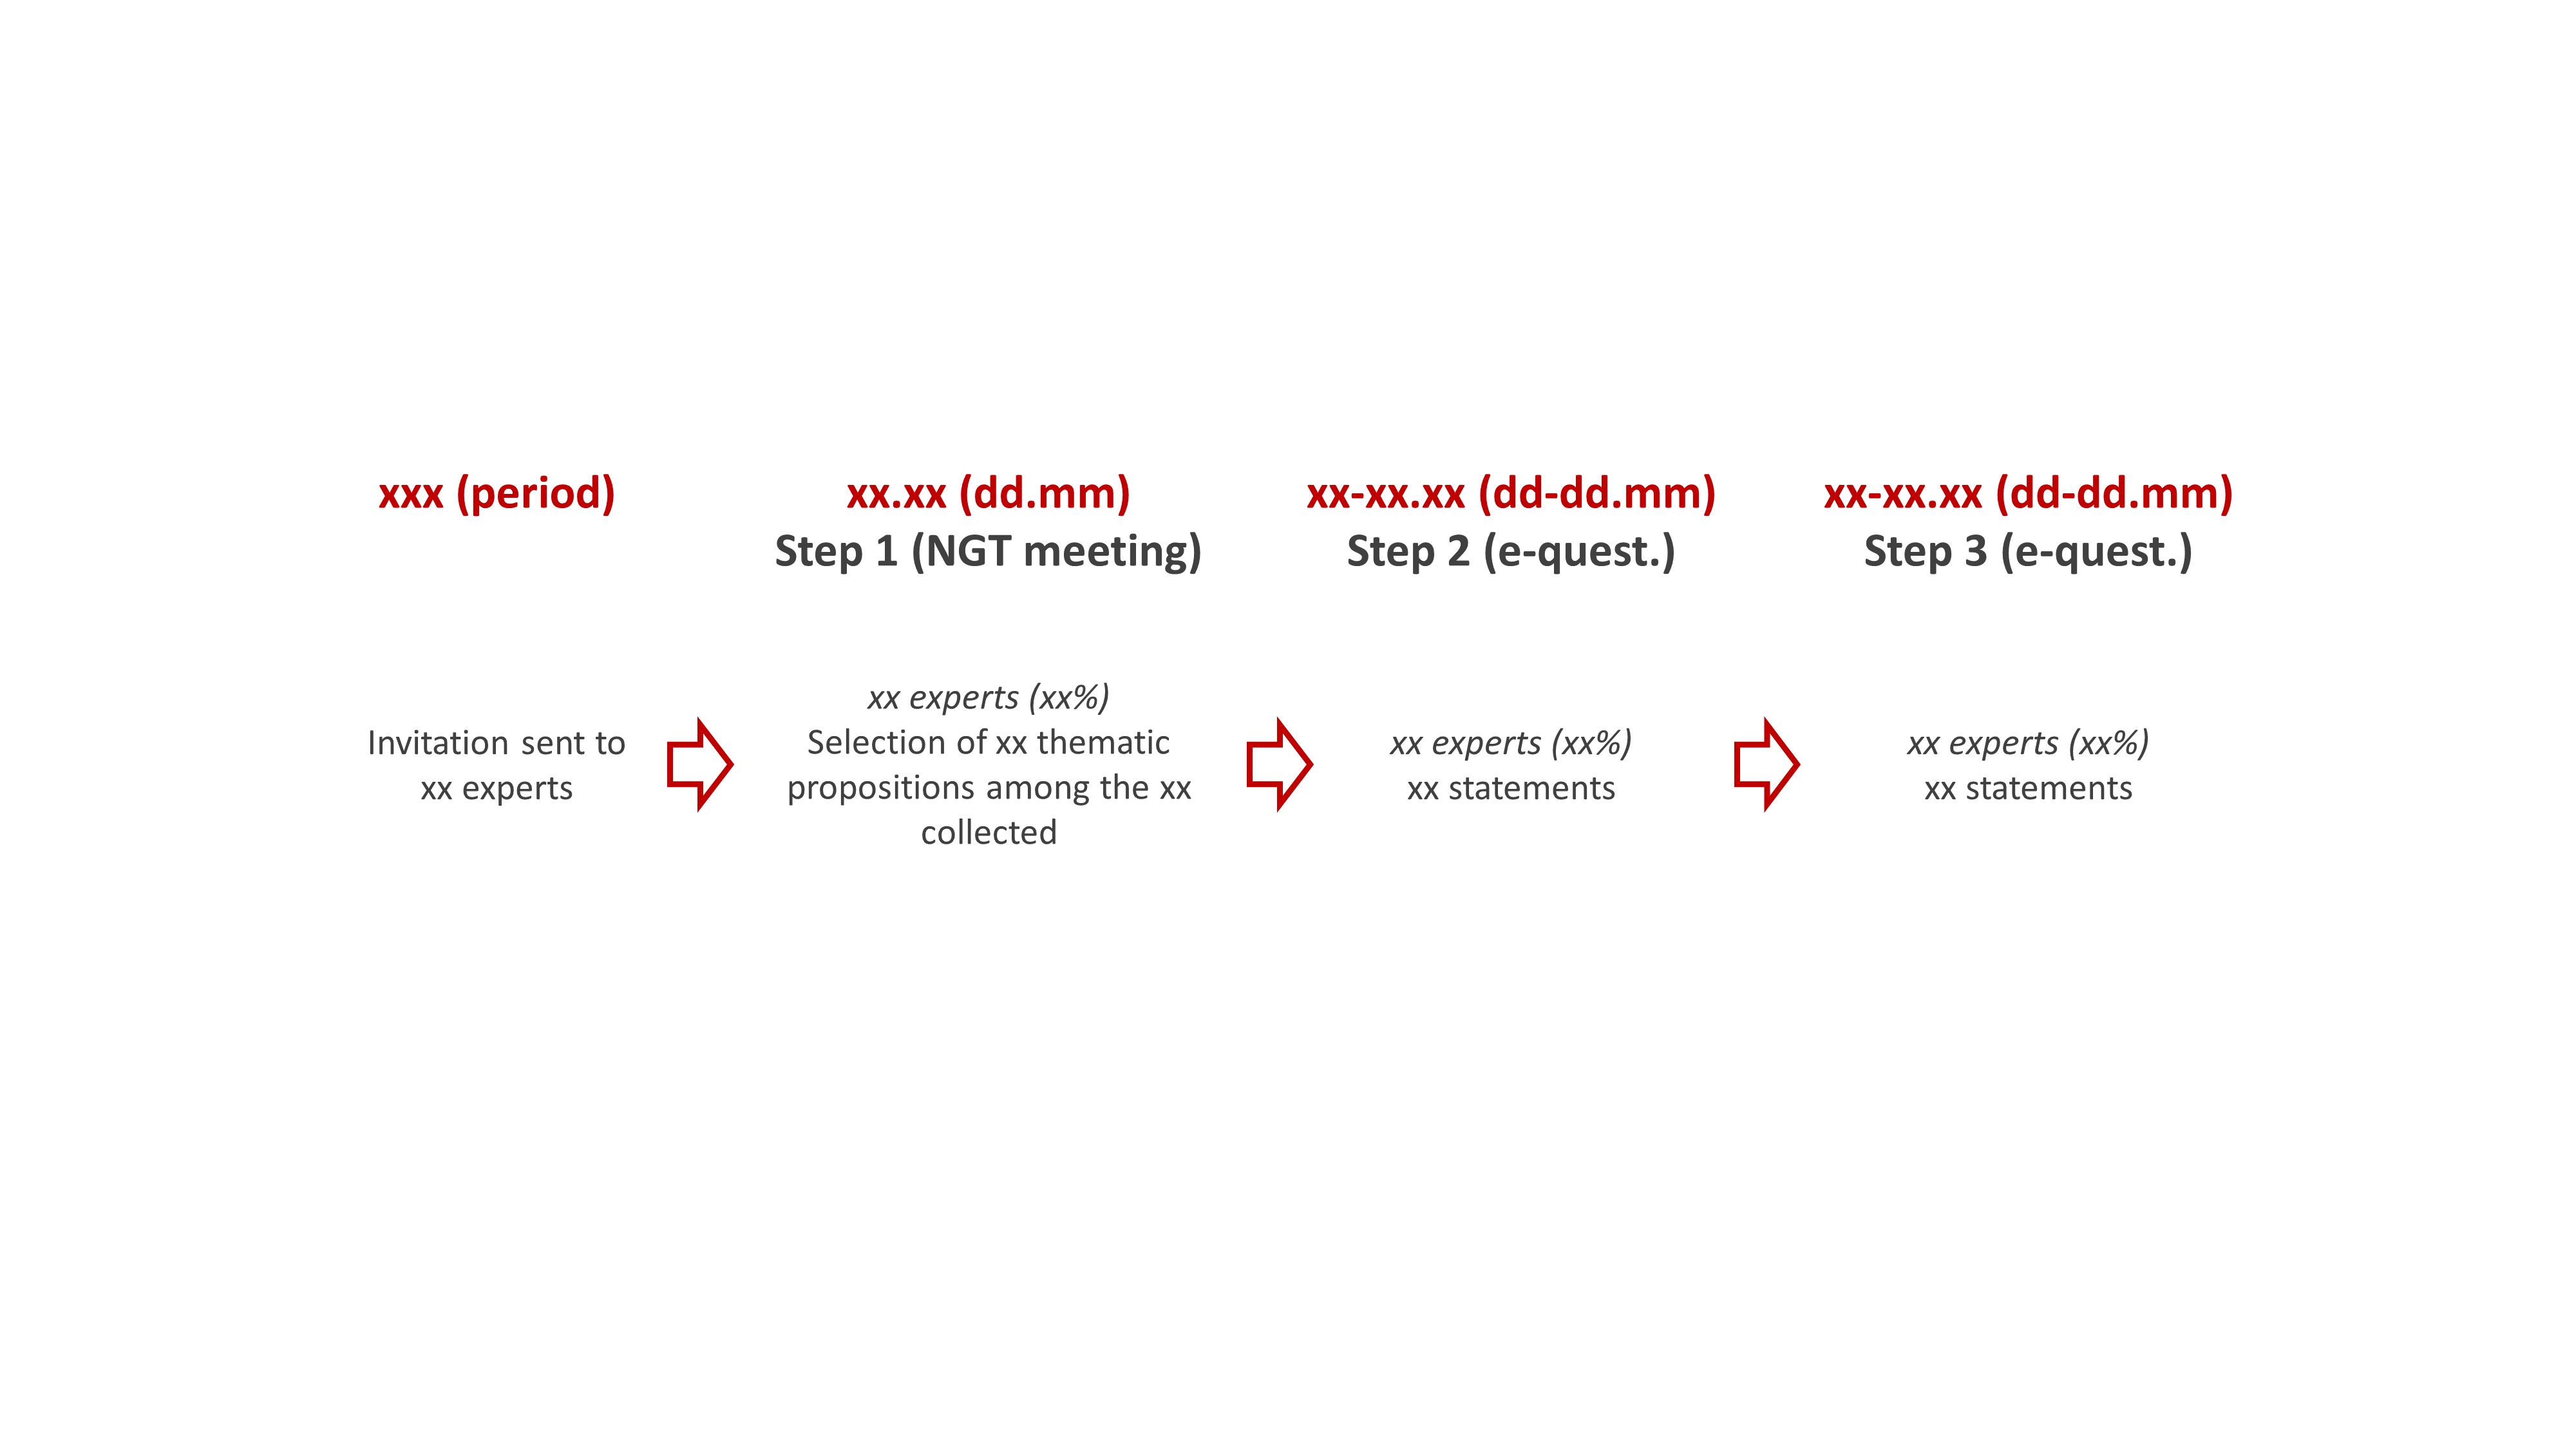 xxx (period)
xx.xx (dd.mm)
Step 1 (NGT meeting)
xx-xx.xx (dd-dd.mm)
Step 2 (e-quest.)
xx-xx.xx (dd-dd.mm)
Step 3 (e-quest.)
Invitation sent to
xx experts
xx experts (xx%)
Selection of xx thematic
propositions among the xx
collected
xx experts (xx%)
xx statements
xx experts (xx%)
xx statements